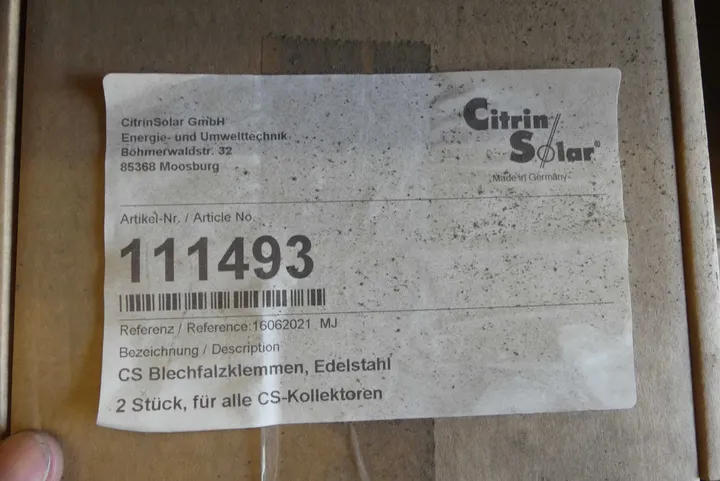 CitrinSolar GmbH
Energie- und Umwelttechnik
Böhmerwaldstr. 32
85368 Moosburg
Citrin
Solar®
Made in Germany
Artikel-Nr. / Article No.
111493
Referenz / Reference:16062021 MJ
Bezeichnung / Description
CS Blechfalzklemmen, Edelstahl
2 Stück, für alle CS-Kollektoren